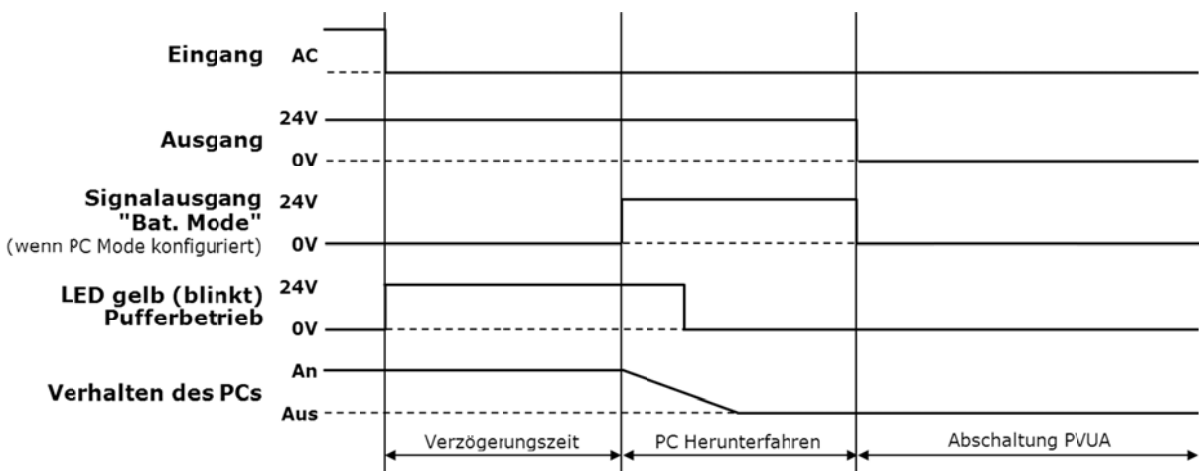 Eingang AC
Ausgang 24V
0V
Signalausgang
"Bat. Mode"
(wenn PC Mode konfiguriert)
24V
0V
LED gelb (blinkt)
Pufferbetrieb
24V
0V
Verhalten des PCs
An
Aus
Verzögerungszeit PC Herunterfahren Abschaltung PVUA